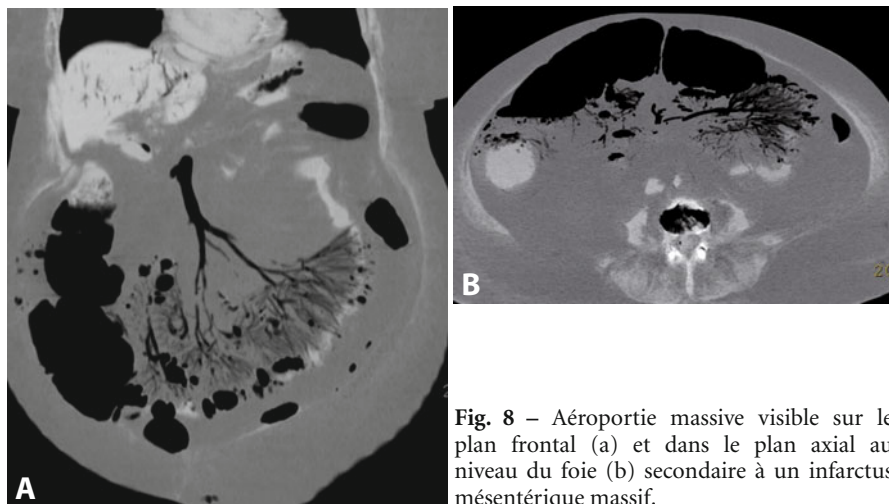 A
B
Fig. 8 – Aéroportie massive visible sur le
plan frontal (a) et dans le plan axial au
niveau du foie (b) secondaire à un infarctus
mésentérique massif.